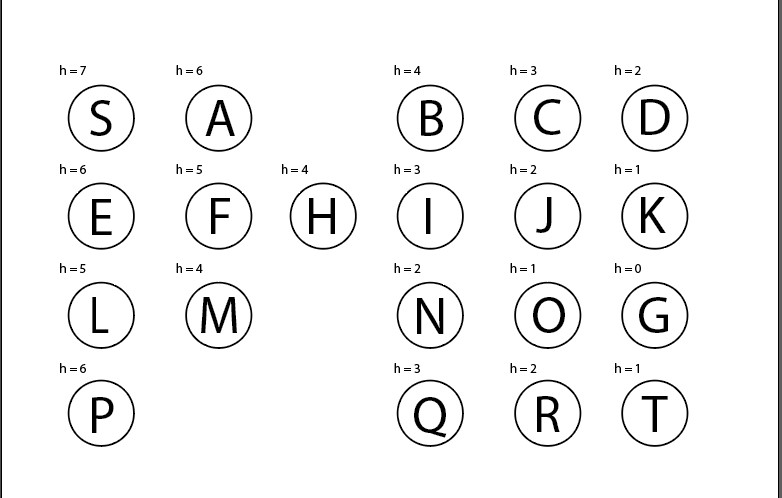 h = 7 h = 6 h = 4 h = 3 h = 2
S A B C D
h = 6 h = 5 h = 4 h = 3 h = 2 h = 1
E F H I J K
h = 5 h = 4 h = 2 h = 1 h = 0
L M N O G
h = 6 h = 3 h = 2 h = 1
P Q R T